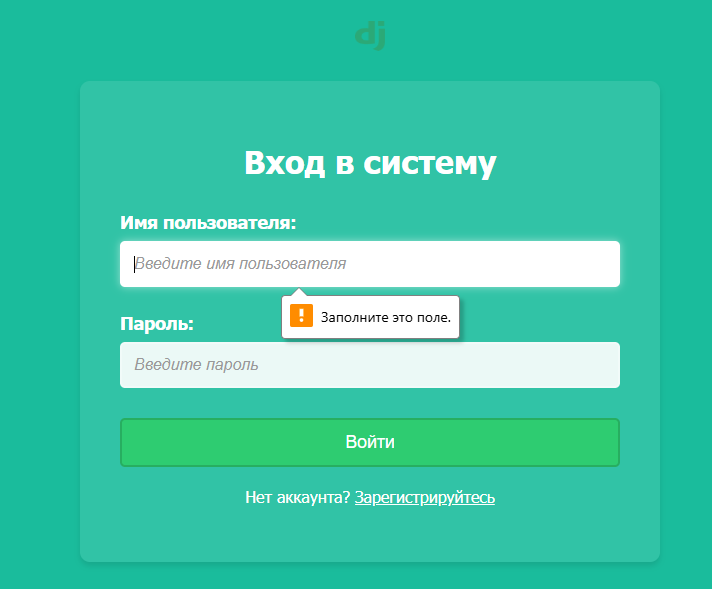 dj
Вход в систему
Имя пользователя:
Введите имя пользователя
Заполните это поле.
Пароль:
Введите пароль
Войти
Нет аккаунта? Зарегистрируйтесь